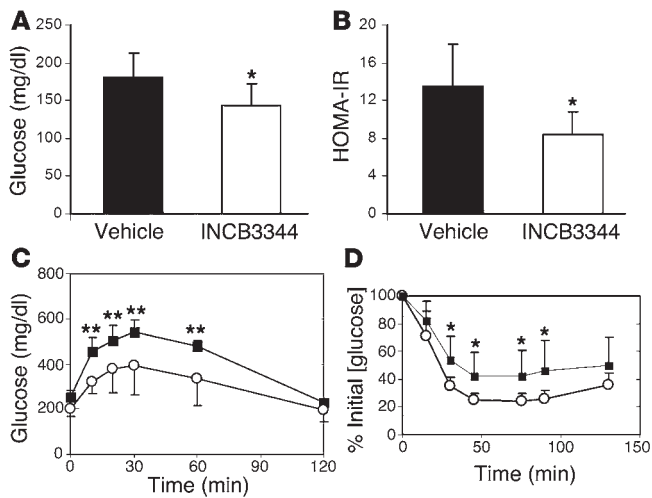 A
Glucose (mg/dl)
250
200
150
100
50
0
*
Vehicle
INCB3344
B
HOMA-IR
20
16
12
8
4
0
*
Vehicle
INCB3344
C
Glucose (mg/dl)
800
600
400
200
0
** ** ** **
0 30 60 90 120
Time (min)
D
% Initial [glucose]
100
80
60
40
20
0
* * * *
0 50 100 150
Time (min)